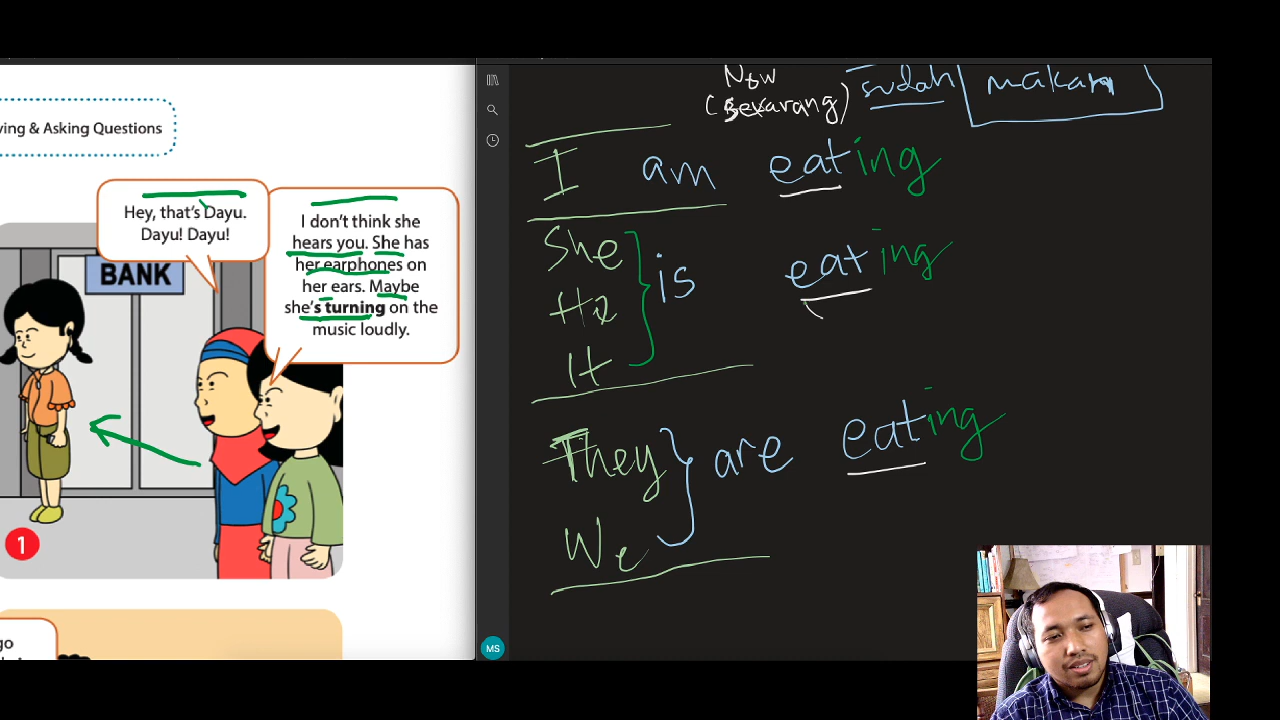 ving & Asking Questions
Hey, that's Dayu.
Dayu! Dayu!
I don't think she
hears you. She has
her earphones on
her ears. Maybe
she's turning on the
music loudly.
BANK
1
go
Now
(Sekarang)
sudah makan
I am eating
She
He
It
is eating
They
We
are eating
MS